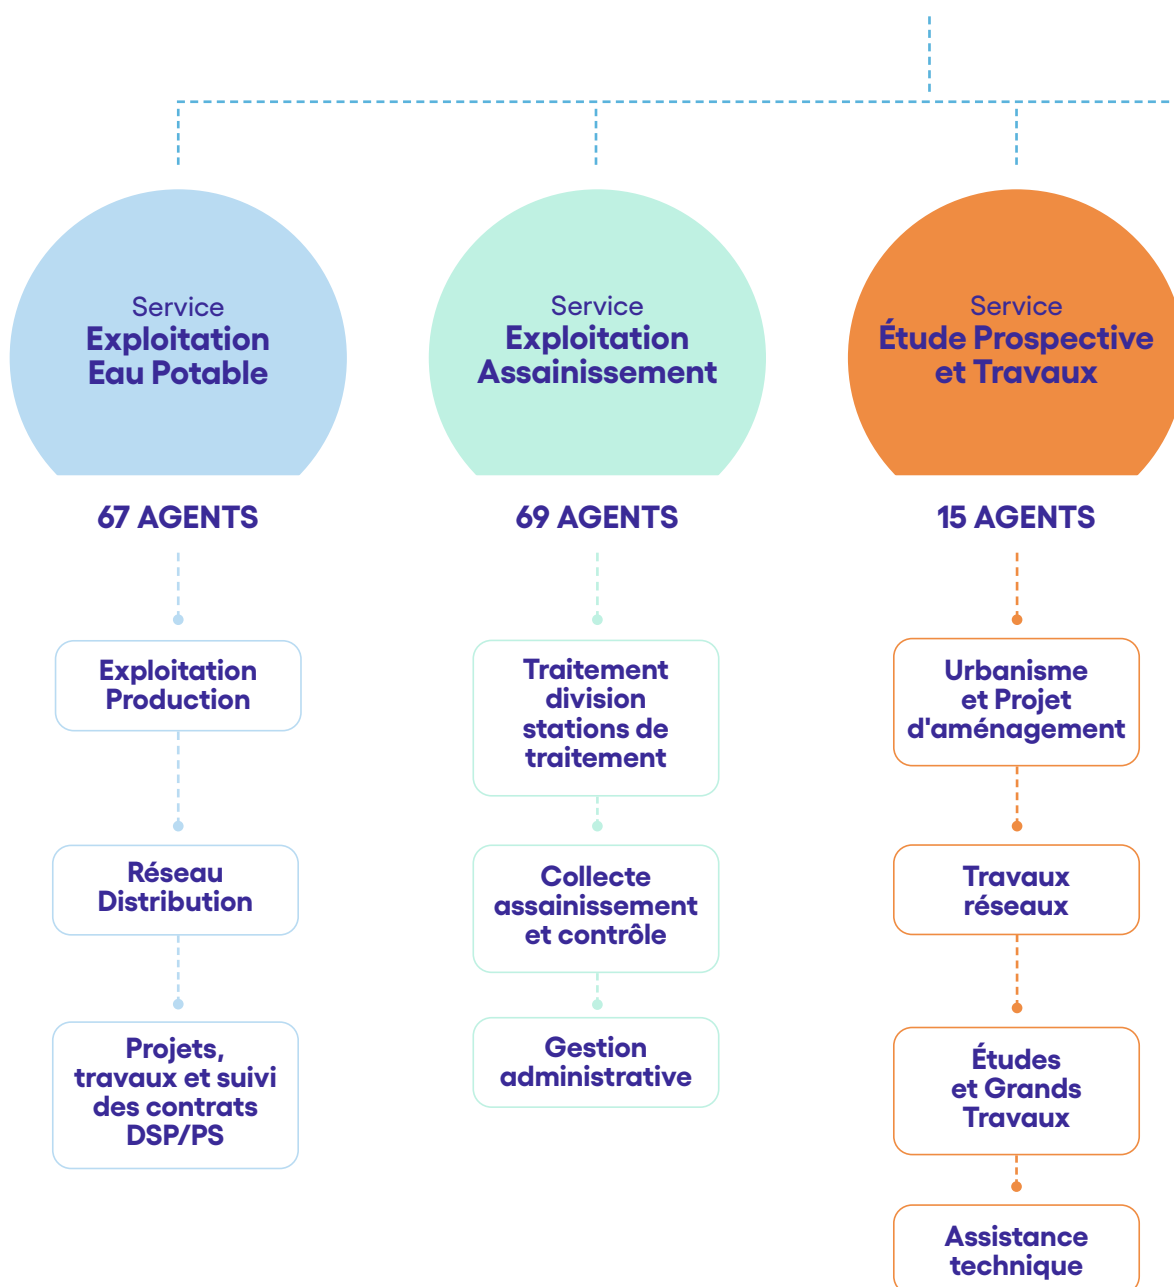 Service
Exploitation
Eau Potable
67 AGENTS
Exploitation
Production
Réseau
Distribution
Projets,
travaux et suivi
des contrats
DSP/PS
Service
Exploitation
Assainissement
69 AGENTS
Traitement
division
stations de
traitement
Collecte
assainissement
et contrôle
Gestion
administrative
Service
Étude Prospective
et Travaux
15 AGENTS
Urbanisme
et Projet
d'aménagement
Travaux
réseaux
Études
et Grands
Travaux
Assistance
technique